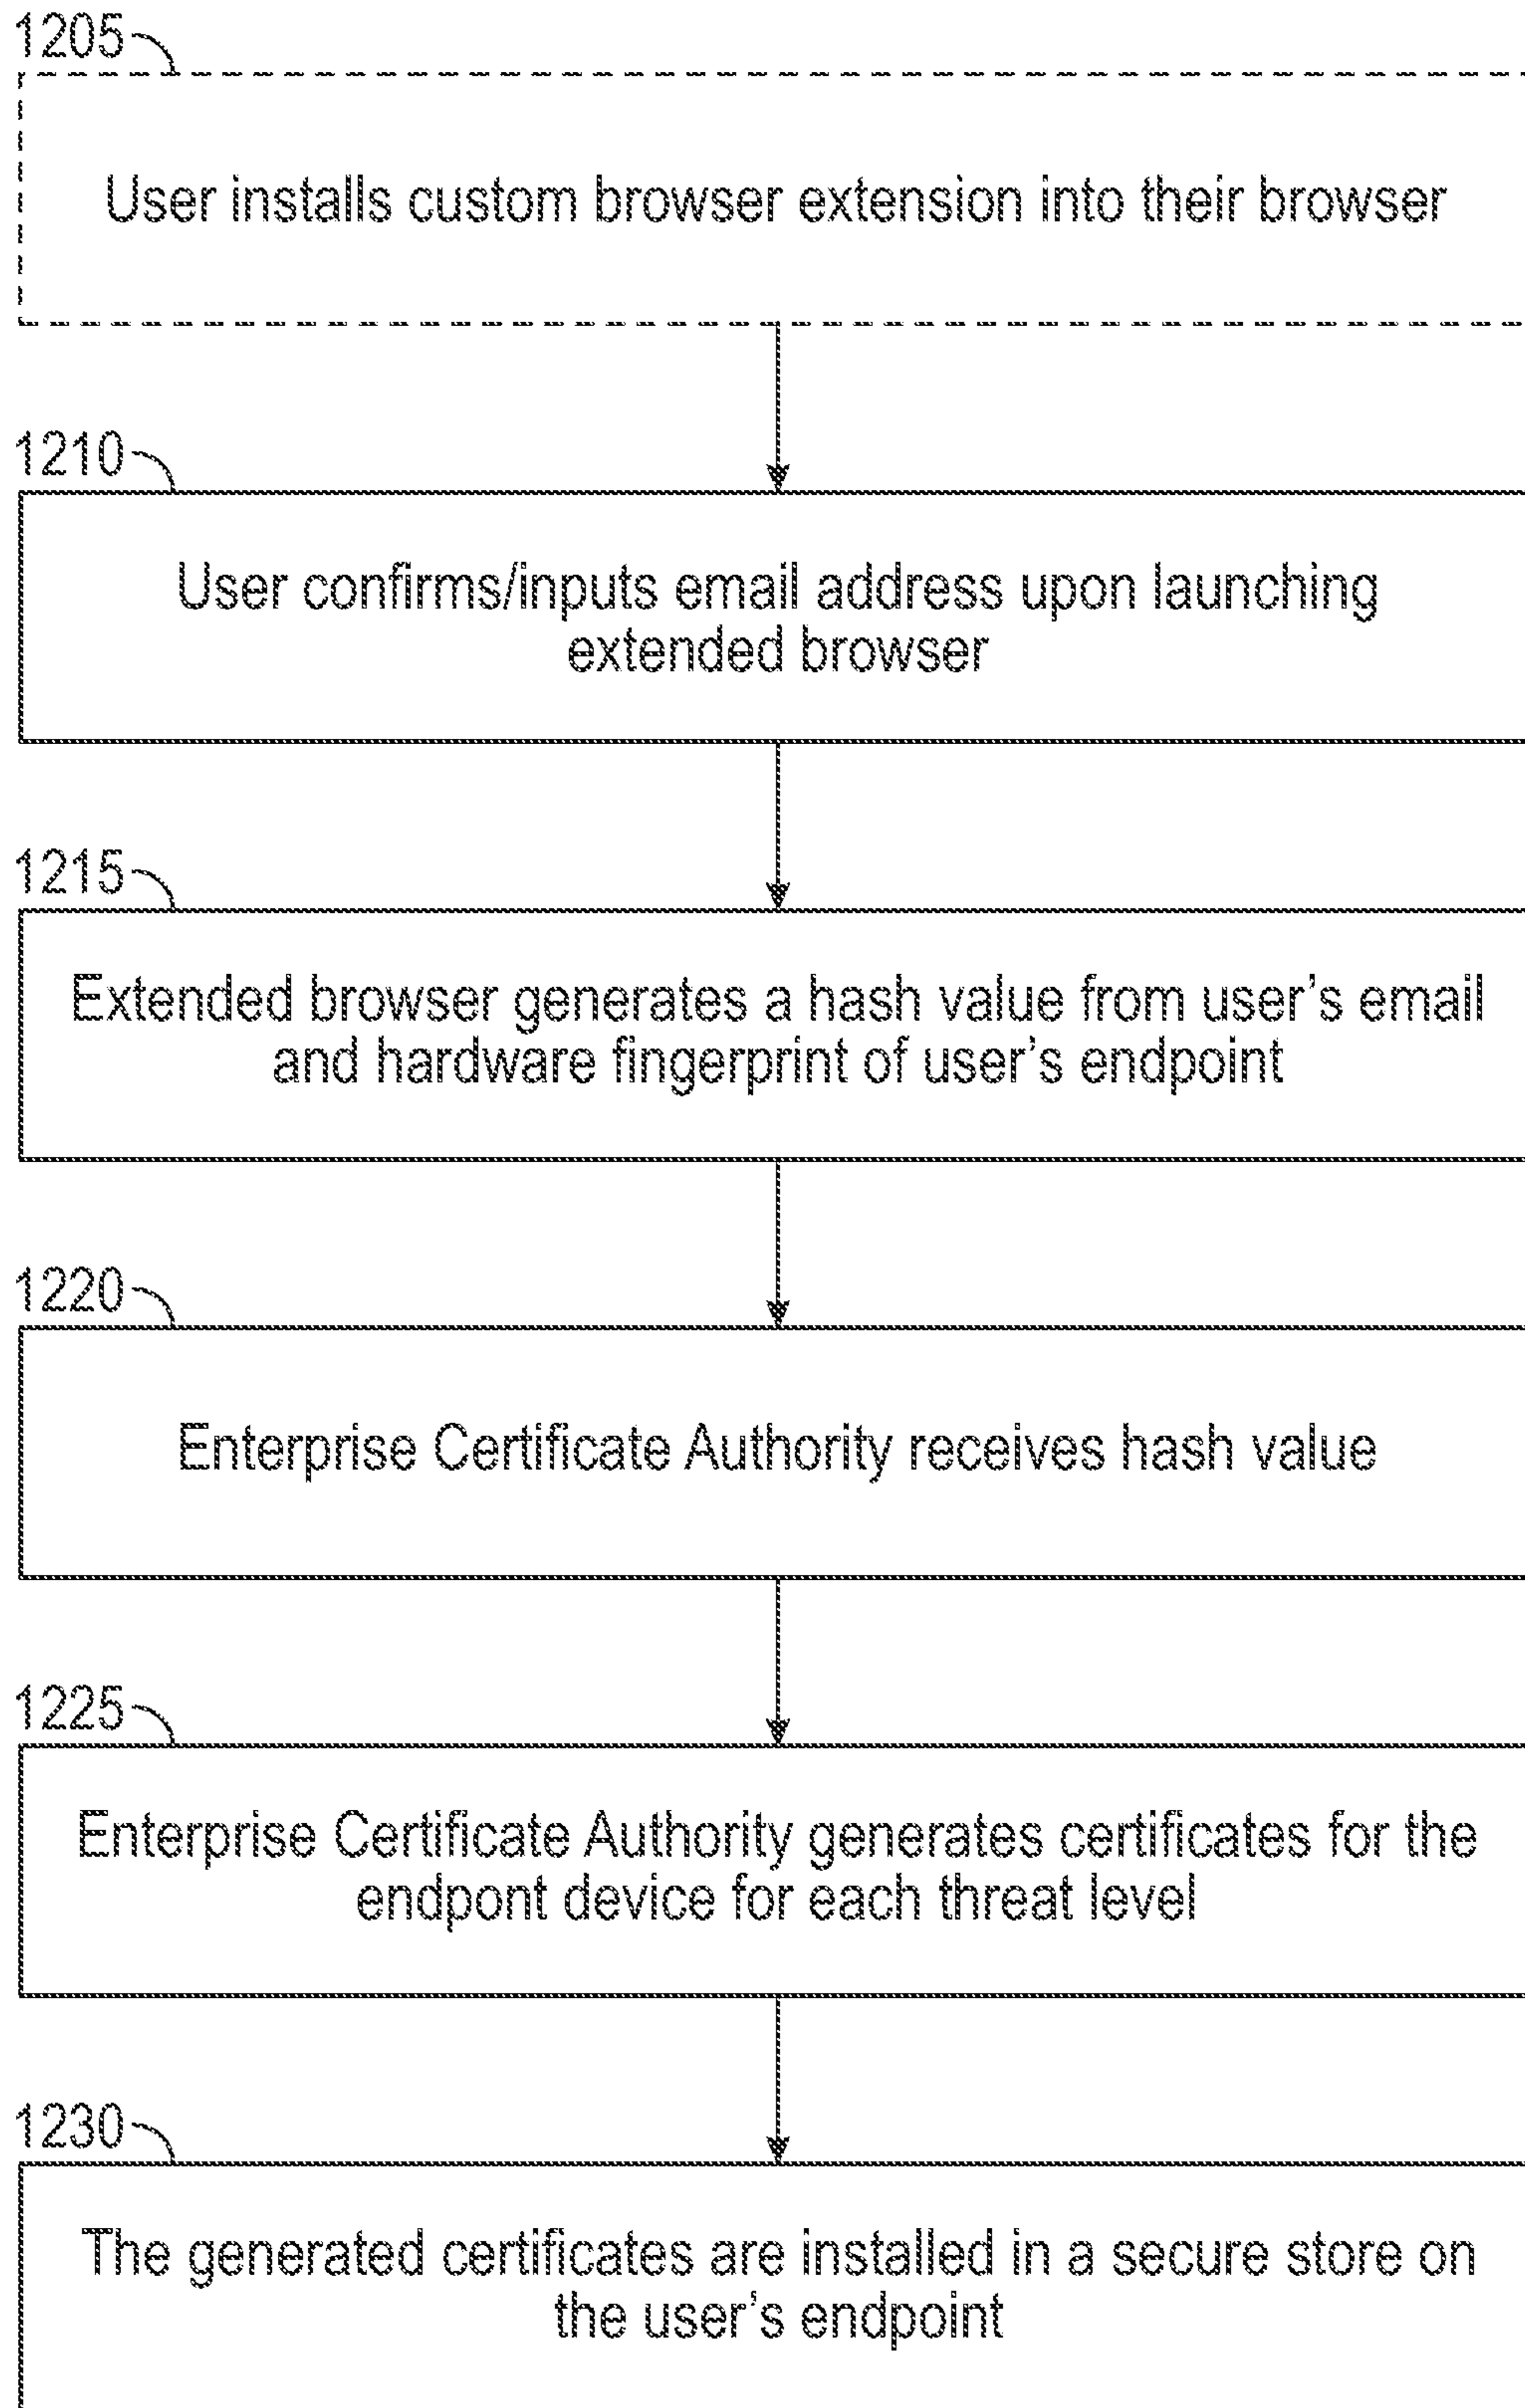 1205
User installs custom browser extension into their browser
1210
User confirms/inputs email address upon launching
extended browser
1215
Extended browser generates a hash value from user’s email
and hardware fingerprint of user’s endpoint
1220
Enterprise Certificate Authority receives hash value
1225
Enterprise Certificate Authority generates certificates for the
endpont device for each threat level
1230
The generated certificates are installed in a secure store on
the user’s endpoint